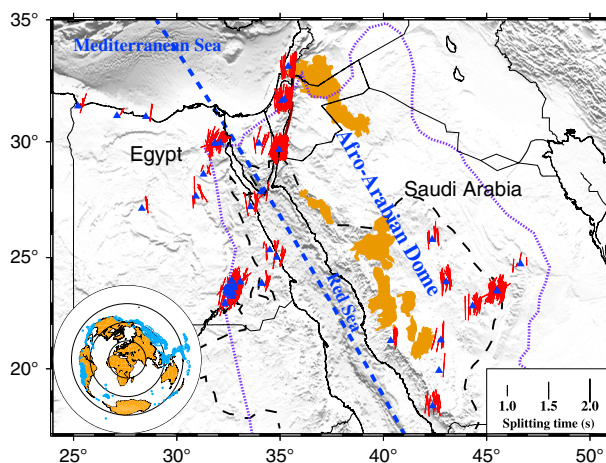 35°
Mediterranean Sea
30°
Egypt
Afro-Arabian Dome
Saudi Arabia
25°
Red Sea
20°
1.0 1.5 2.0
Splitting time (s)
24° 30° 35° 40° 45° 50°